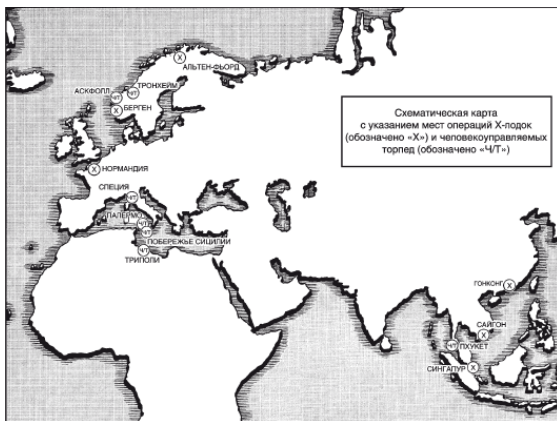 Х
АЛЬТЕН-ФЬОРД
ТРОНХЕЙМ
Ч/Т
АСКФОЛЛ
Ч/Т
Х
БЕРГЕН
Схематическая карта
с указанием мест операций Х-лодок
(обозначено «Х») и человекоуправляемых
торпед (обозначено «Ч/Т»)
Х
НОРМАНДИЯ
СПЕЦИЯ
Ч/Т
ПАЛЕРМО
Ч/Т
Ч/Т
ПОБЕРЕЖЬЕ СИЦИЛИИ
Ч/Т
ТРИПОЛИ
ГОНКОНГ
Х
САЙГОН
Х
Ч/Т
ПХУКЕТ
СИНГАПУР
Х